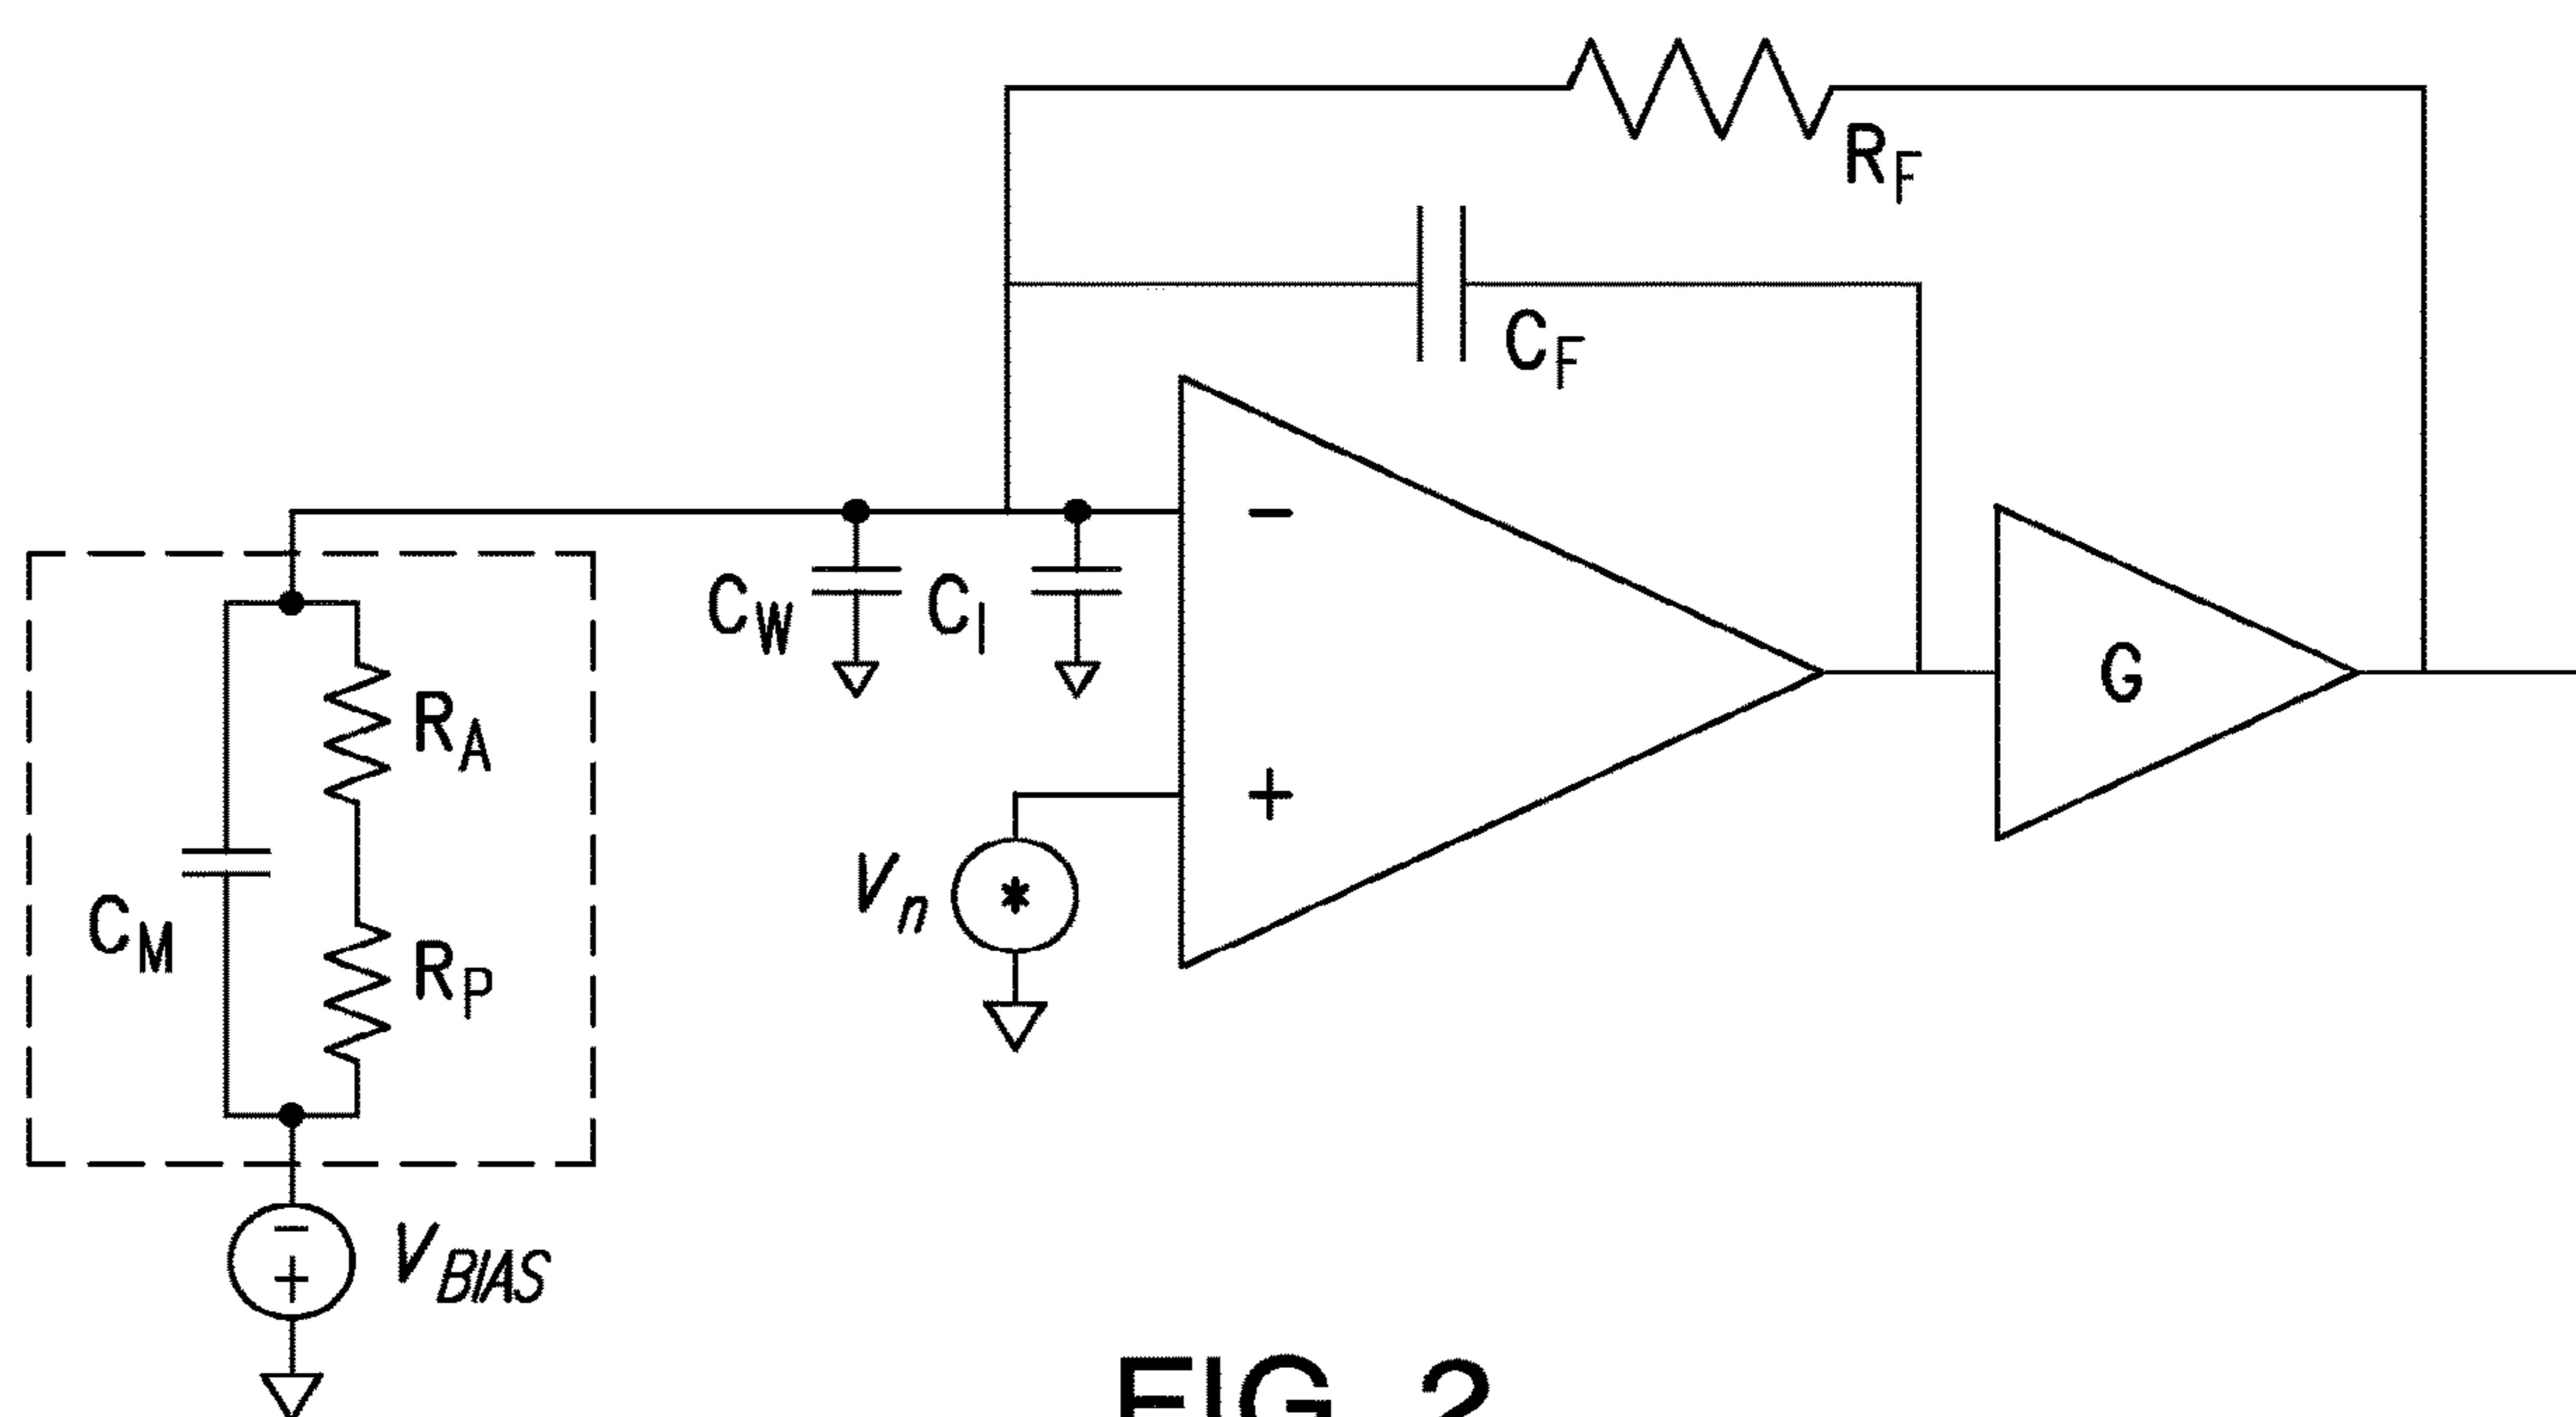 R_F
C_F
−
C_W
C_I
G
R_A
+
V_n
*
C_M
R_P
−
+
V_BIAS
FIG. 2